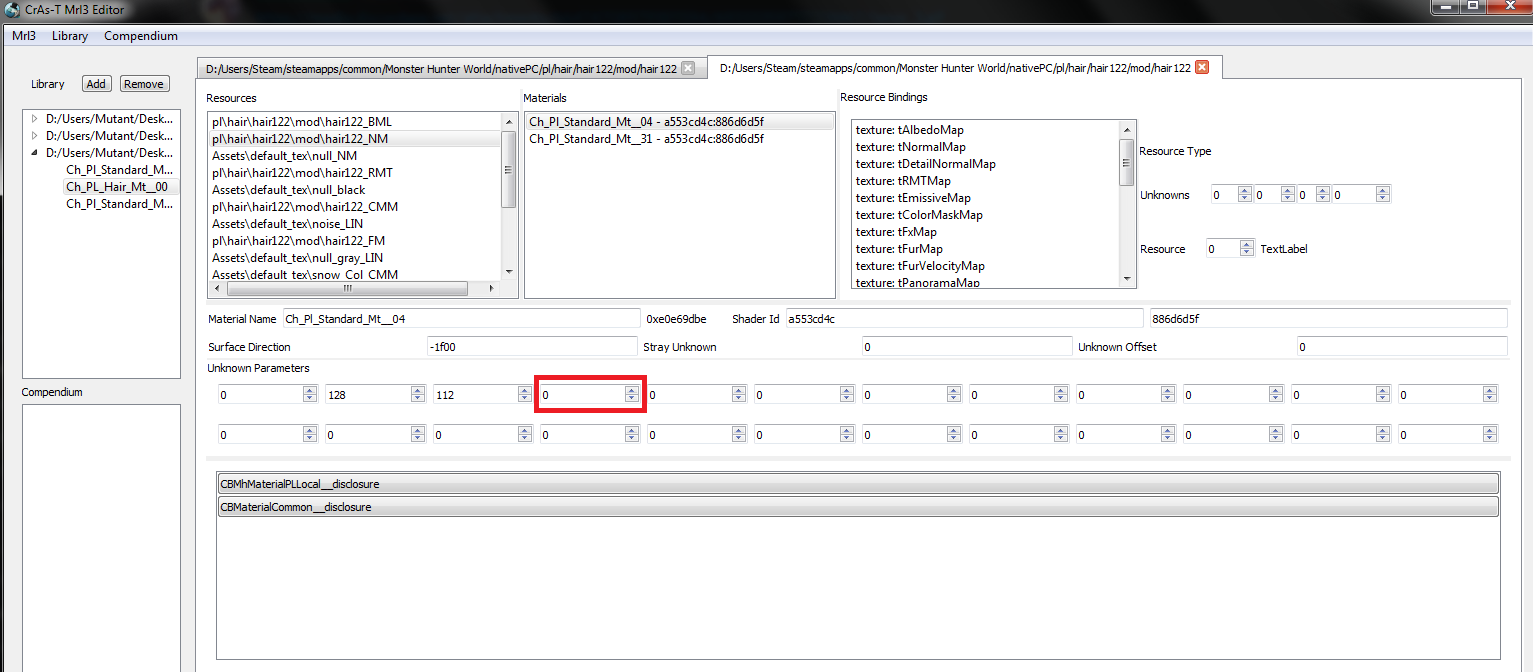 CrAs-T Mrl3 Editor
Mrl3 Library Compendium
Library Add Remove
D:/Users/Steam/steamapps/common/Monster Hunter World/nativePC/pl/hair/hair122/mod/hair122
D:/Users/Steam/steamapps/common/Monster Hunter World/nativePC/pl/hair/hair122/mod/hair122
D:/Users/Mutant/Desk...
D:/Users/Mutant/Desk...
D:/Users/Mutant/Desk...
Ch_Pl_Standard_M...
Ch_PL_Hair_Mt__00
Ch_Pl_Standard_M...
Compendium
Resources
pl\hair\hair122\mod\hair122_BML
pl\hair\hair122\mod\hair122_NM
Assets\default_tex\null_NM
pl\hair\hair122\mod\hair122_RMT
Assets\default_tex\null_black
pl\hair\hair122\mod\hair122_CMM
Assets\default_tex\noise_LIN
pl\hair\hair122\mod\hair122_FM
Assets\default_tex\null_gray_LIN
Assets\default_tex\snow_Col_CMM
Materials
Ch_Pl_Standard_Mt__04 - a553cd4c:886d6d5f
Ch_Pl_Standard_Mt__31 - a553cd4c:886d6d5f
Resource Bindings
texture: tAlbedoMap
texture: tNormalMap
texture: tDetailNormalMap
texture: tRMTMap
texture: tEmissiveMap
texture: tColorMaskMap
texture: tFxMap
texture: tFurMap
texture: tFurVelocityMap
texture: tPanoramaMap
Resource Type
Unknowns 0 0 0 0
Resource 0 TextLabel
Material Name Ch_Pl_Standard_Mt__04 0xe0e69dbe Shader Id a553cd4c 886d6d5f
Surface Direction -1f00 Stray Unknown 0 Unknown Offset 0
Unknown Parameters
0 128 112 0 0 0 0 0 0 0 0 0
0 0 0 0 0 0 0 0 0 0 0 0
CBMhMaterialPLLocal__disclosure
CBMaterialCommon__disclosure